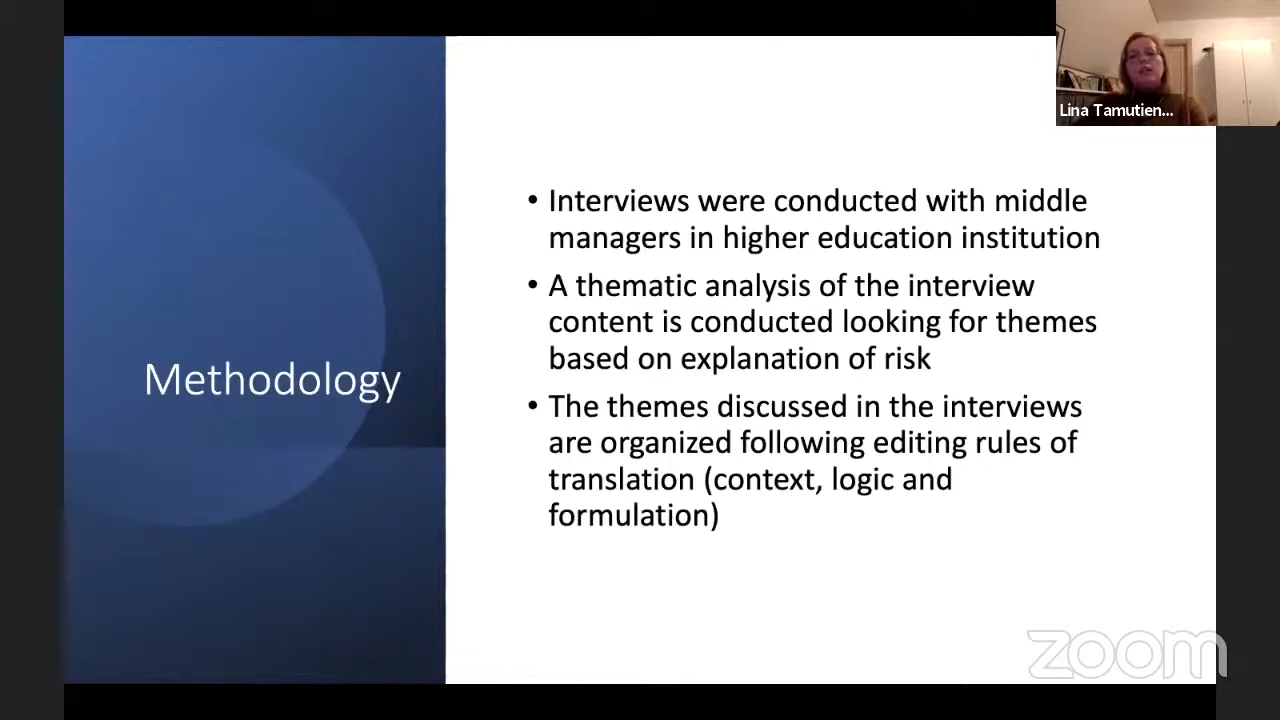 Lina Tamutien...
Methodology
• Interviews were conducted with middle
managers in higher education institution
• A thematic analysis of the interview
content is conducted looking for themes
based on explanation of risk
• The themes discussed in the interviews
are organized following editing rules of
translation (context, logic and
formulation)
zoom